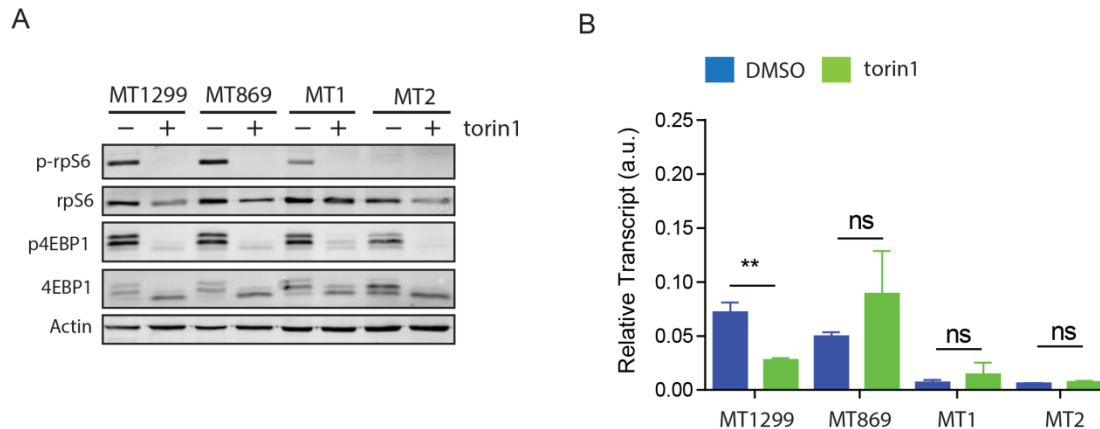 A
MT1299 MT869 MT1 MT2
− + − + − + − + torin1
p-rpS6
rpS6
p4EBP1
4EBP1
Actin
B
DMSO torin1
Relative Transcript (a.u.)
0.25
0.20
0.15
0.10
0.05
0.00
** ns ns ns
MT1299 MT869 MT1 MT2